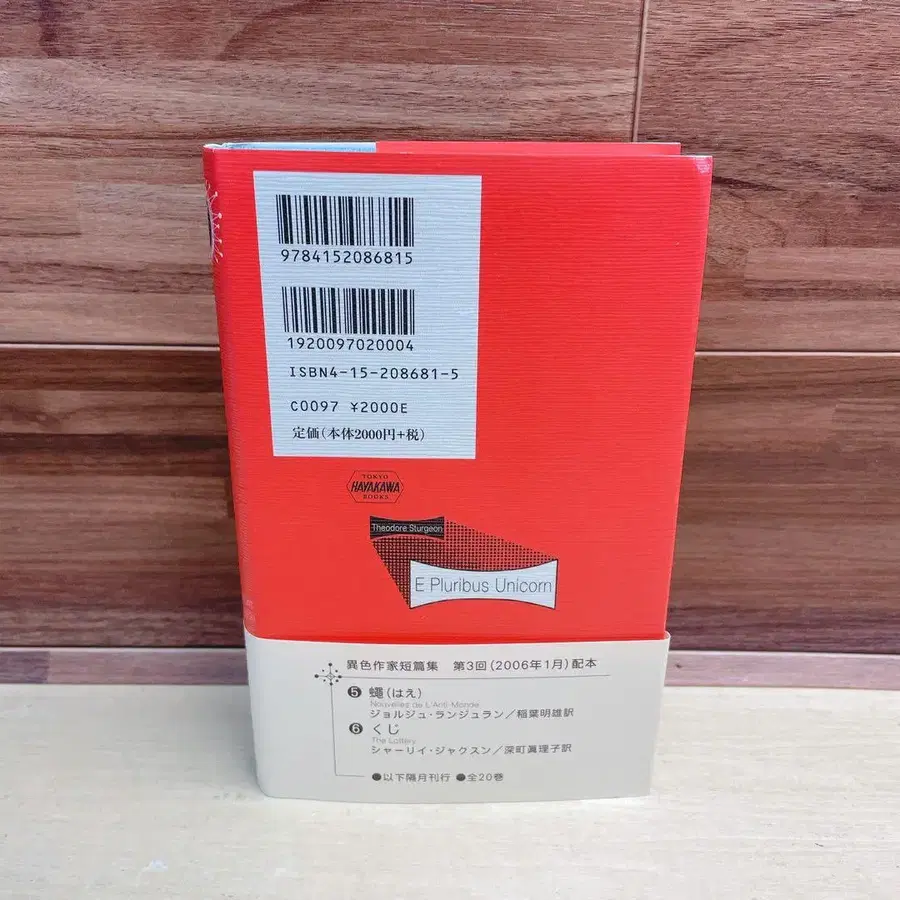 9784152086815
1920097020004
ISBN4-15-208681-5
C0097 ¥2000E
定価(本体2000円+税)
TOKYO
HAYAKAWA
BOOKS
Theodore Sturgeon
E Pluribus Unicorn
異色作家短篇集 第3回(2006年1月)配本
❺ 蠅(はえ)
Nouvelles de L'Anti-Monde
ジョルジュ・ランジュラン/稲葉明雄訳
❻ くじ
The Lottery
シャーリイ・ジャクスン/深町眞理子訳
●以下隔月刊行 ●全20巻